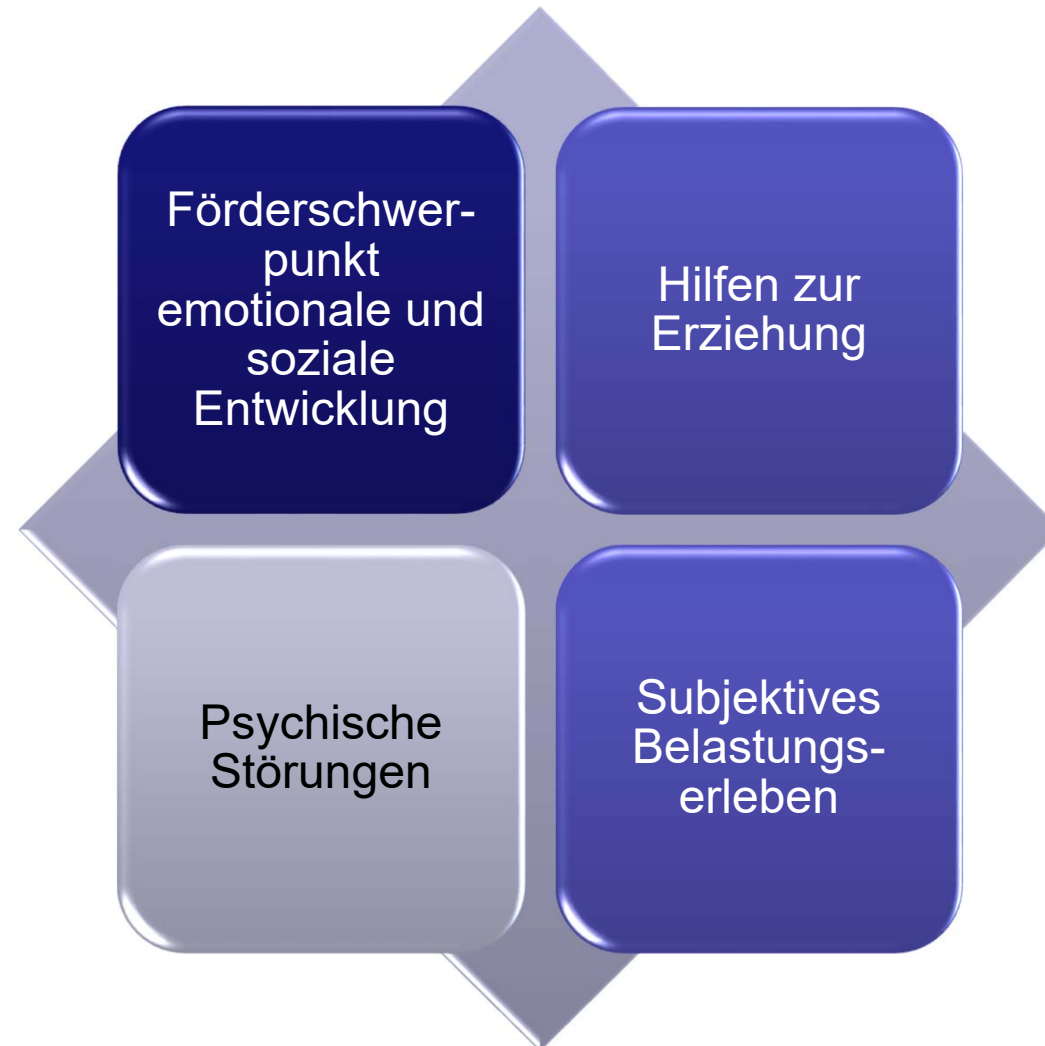 Förderschwer-
punkt
emotionale und
soziale
Entwicklung
Hilfen zur
Erziehung
Psychische
Störungen
Subjektives
Belastungs-
erleben